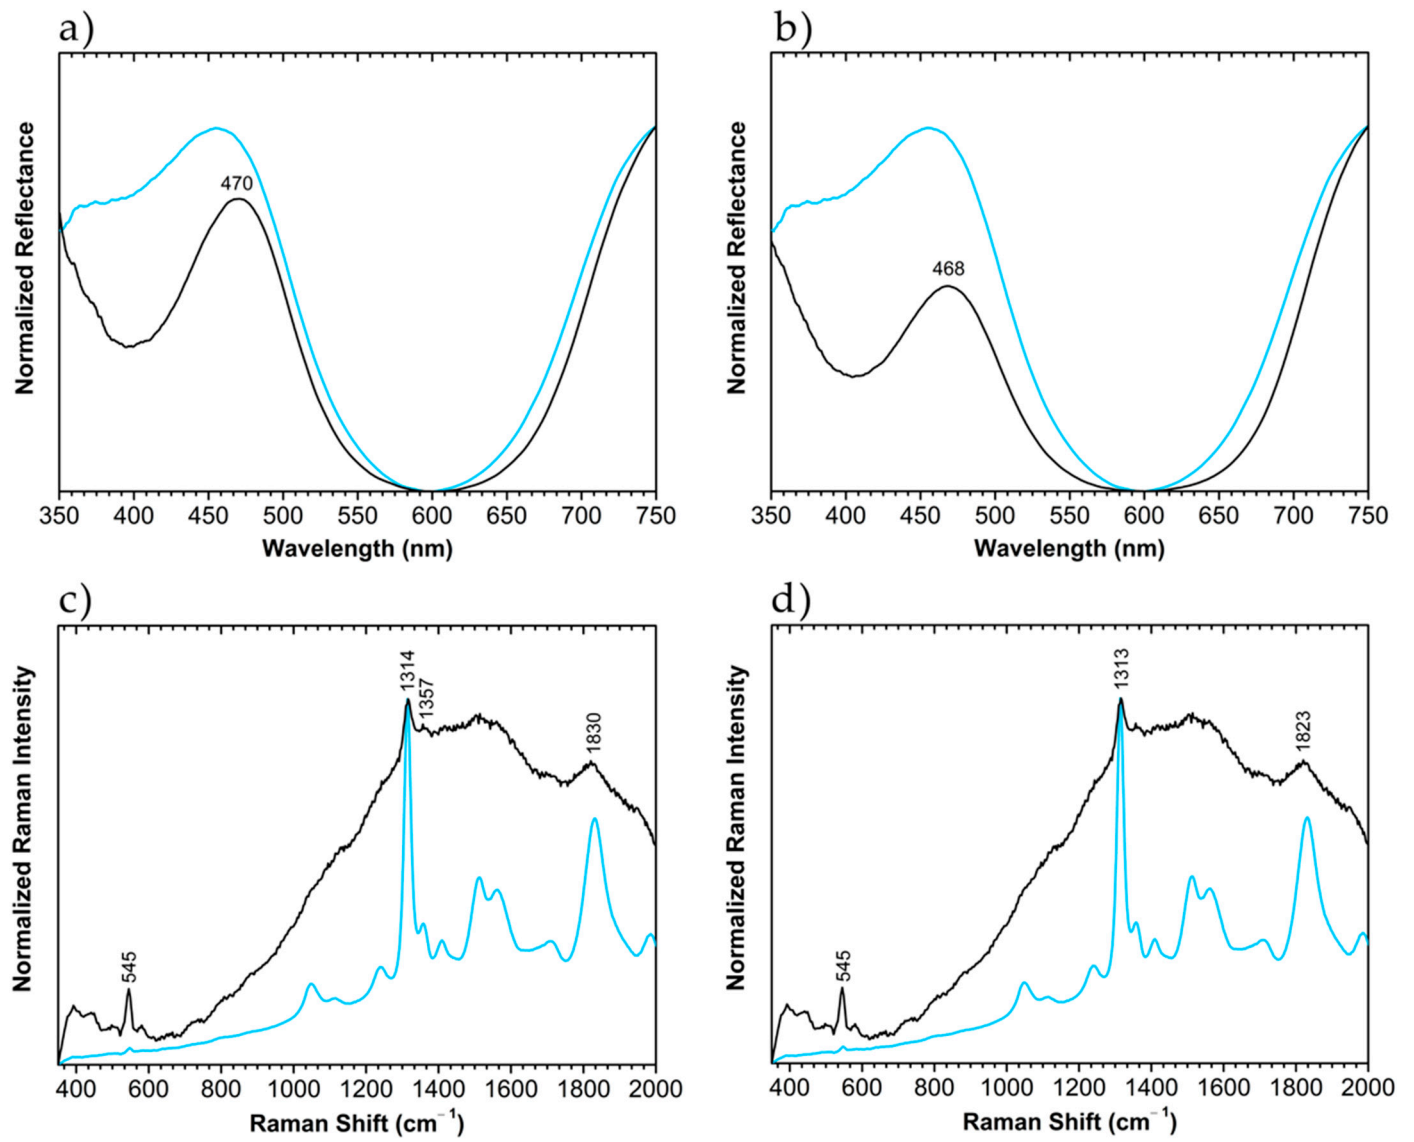 a)
Normalized Reflectance
470
350 400 450 500 550 600 650 700 750
Wavelength (nm)
b)
Normalized Reflectance
468
350 400 450 500 550 600 650 700 750
Wavelength (nm)
c)
Normalized Raman Intensity
545
1314
1357
1830
400 600 800 1000 1200 1400 1600 1800 2000
Raman Shift (cm⁻¹)
d)
Normalized Raman Intensity
545
1313
1823
400 600 800 1000 1200 1400 1600 1800 2000
Raman Shift (cm⁻¹)